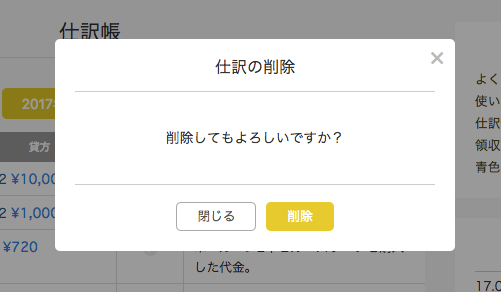 仕訳帳
仕訳の削除
×
削除してもよろしいですか？
閉じる
削除
2017
貸方
2 ¥10,00
2 ¥1,000
¥720
した代金。
よく
使い
仕訳
領収
青色
17,0